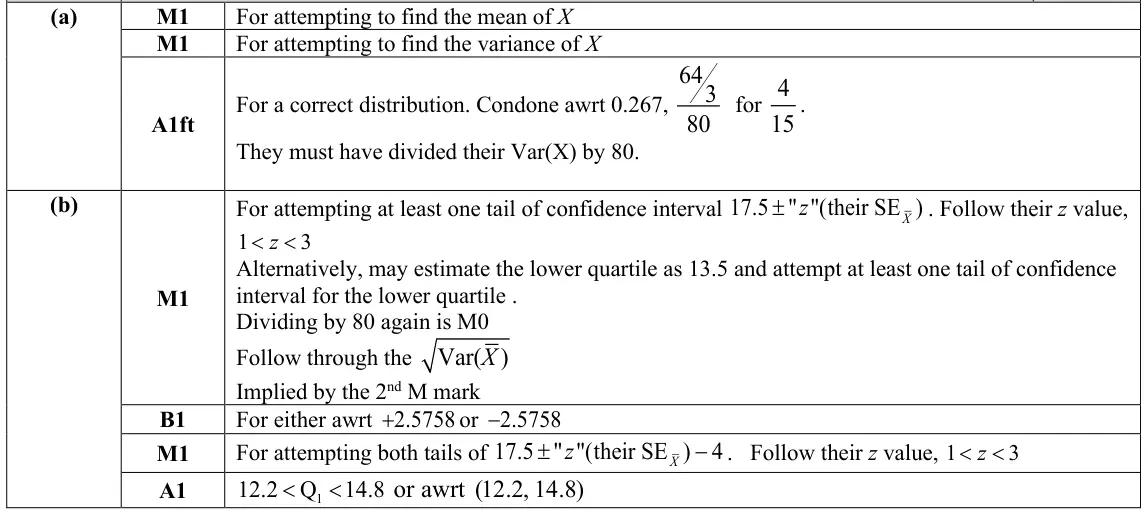 (a) M1 For attempting to find the mean of X
M1 For attempting to find the variance of X
A1ft For a correct distribution. Condone awrt 0.267, (64/3)/80 for 4/15.
They must have divided their Var(X) by 80.
(b) M1 For attempting at least one tail of confidence interval 17.5 ± "z"(their SE_X̅). Follow their z value,
1 < z < 3
Alternatively, may estimate the lower quartile as 13.5 and attempt at least one tail of confidence
interval for the lower quartile .
Dividing by 80 again is M0
Follow through the √Var(X̅)
Implied by the 2nd M mark
B1 For either awrt +2.5758 or −2.5758
M1 For attempting both tails of 17.5 ± "z"(their SE_X̅) − 4. Follow their z value, 1 < z < 3
A1 12.2 < Q₁ < 14.8 or awrt (12.2, 14.8)